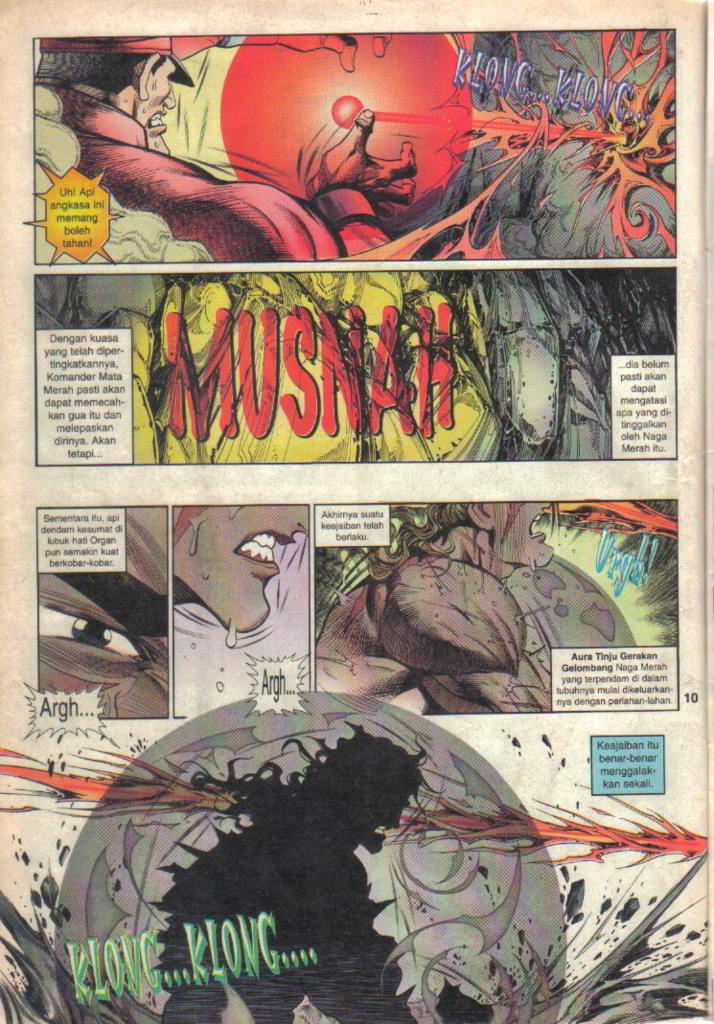 KLONG...KLONG...
Uh! Api
angkasa ini
memang
boleh
tahan!
MUSNAH
Dengan kuasa
yang telah diper-
tingkatkannya,
Komander Mata
Merah pasti akan
dapat memecah-
kan gua itu dan
melepaskan
dirinya. Akan
tetapi...
...dia belum
pasti akan
dapat
mengatasi
apa yang di-
tinggalkan
oleh Naga
Merah itu.
Sementara itu, api
dendam kesumat di
lubuk hati Organ
pun semakin kuat
berkobar-kobar.
Argh...
Argh...
Akhirnya suatu
keajaiban telah
berlaku.
Urgh!
Aura Tinju Gerakan
Gelombang Naga Merah
yang terpendam di dalam
tubuhnya mulai dikeluarkan-
nya dengan perlahan-lahan.
10
Keajaiban itu
benar-benar
menggalak-
kan sekali.
KLONG...KLONG....